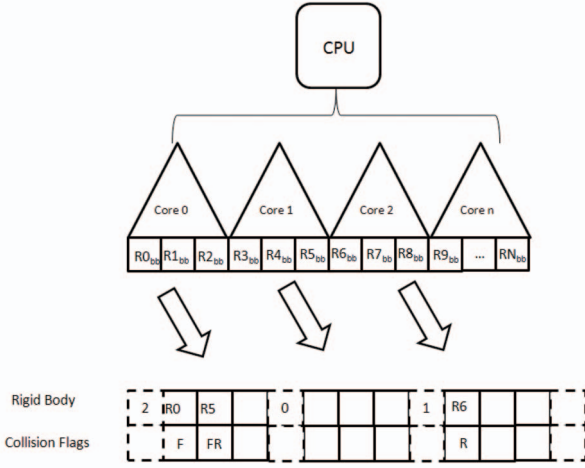 CPU
Core 0 Core 1 Core 2 Core n
R0bb R1bb R2bb R3bb R4bb R5bb R6bb R7bb R8bb R9bb ... RNbb
Rigid Body 2 R0 R5 0 1 R6
Collision Flags F FR R